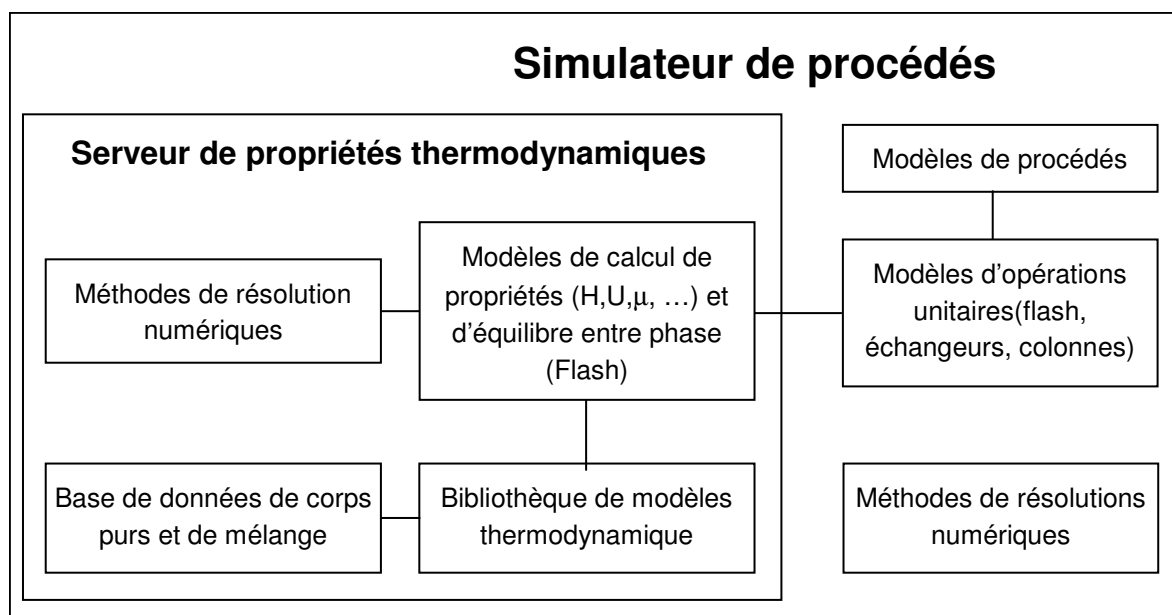 Simulateur de procédés
Serveur de propriétés thermodynamiques
Modèles de procédés
Méthodes de résolution
numériques
Modèles de calcul de
propriétés (H,U,μ, …) et
d’équilibre entre phase
(Flash)
Modèles d’opérations
unitaires(flash,
échangeurs, colonnes)
Base de données de corps
purs et de mélange
Bibliothèque de modèles
thermodynamique
Méthodes de résolutions
numériques